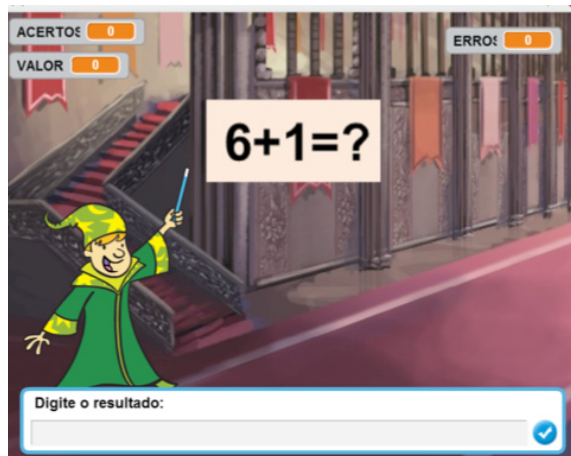 ACERTOS 0
ERROS 0
VALOR 0
6+1=?
Digite o resultado: